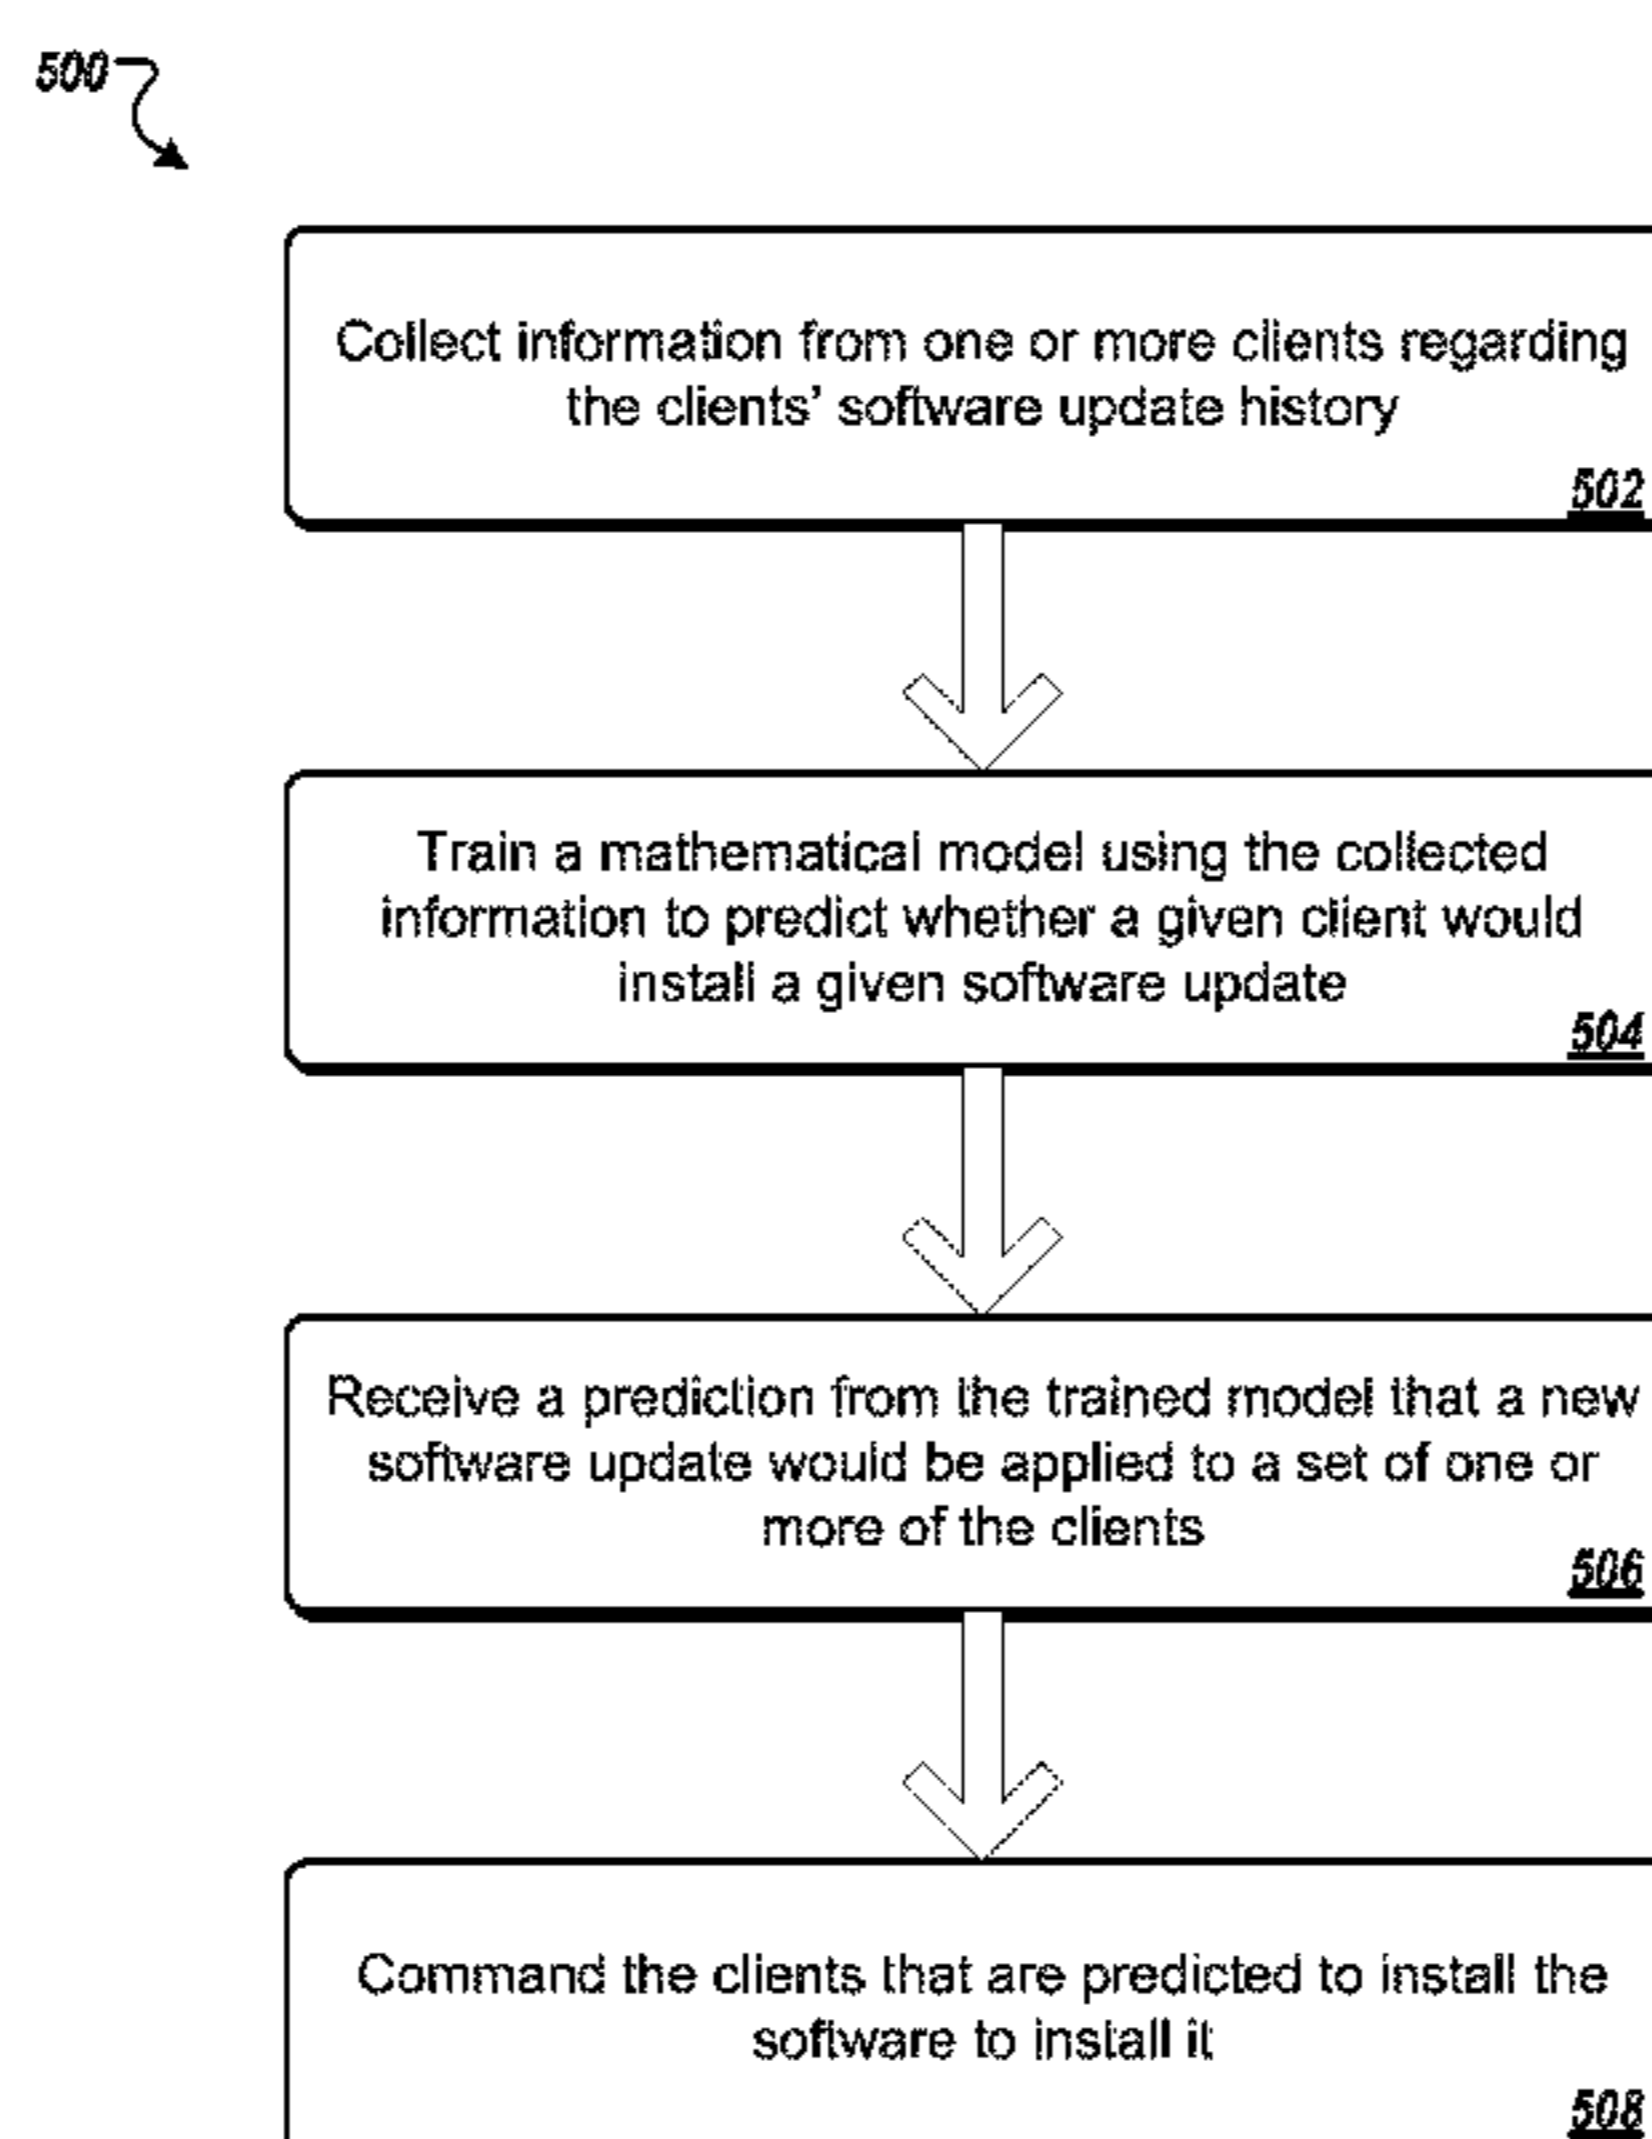 500
Collect information from one or more clients regarding
the clients’ software update history
502
Train a mathematical model using the collected
information to predict whether a given client would
install a given software update
504
Receive a prediction from the trained model that a new
software update would be applied to a set of one or
more of the clients
506
Command the clients that are predicted to install the
software to install it
508